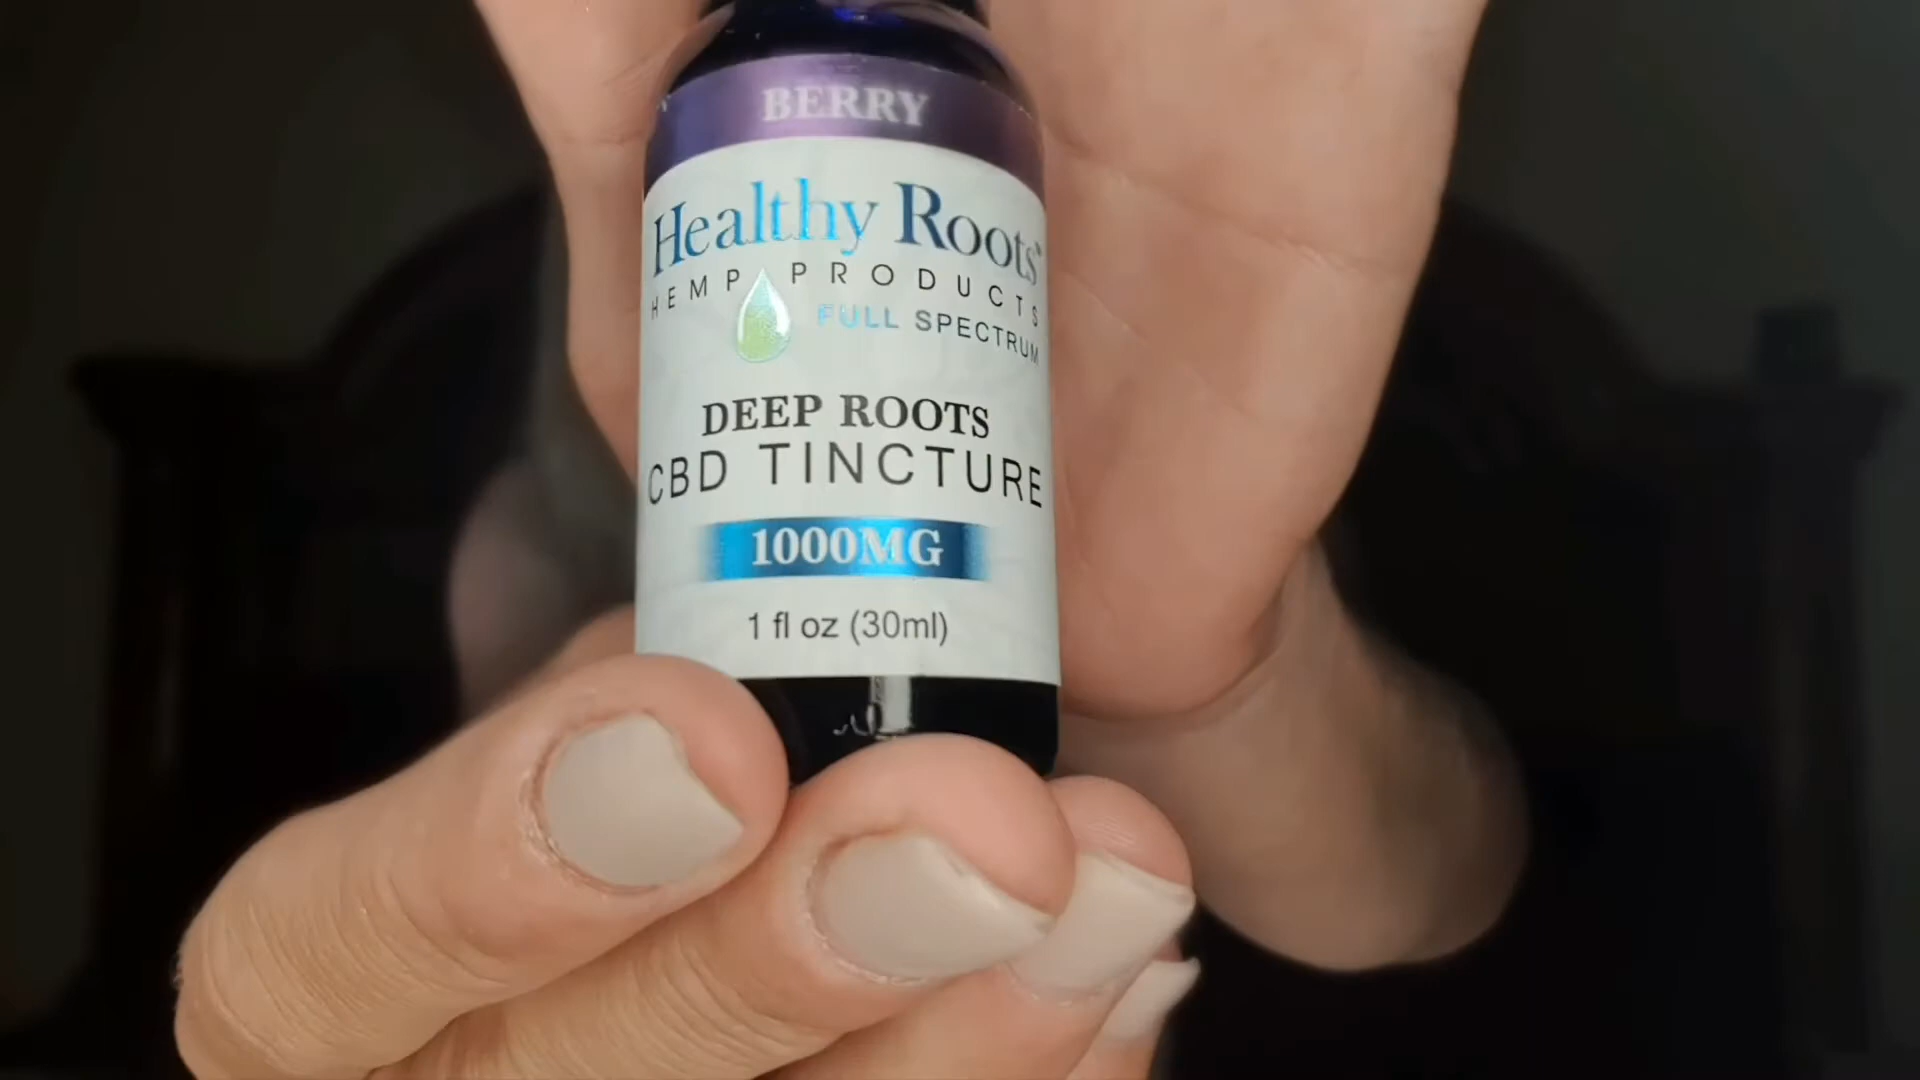 BERRY
Healthy Roots®
HEMP PRODUCTS
FULL SPECTRUM
DEEP ROOTS
CBD TINCTURE
1000MG
1 fl oz (30ml)